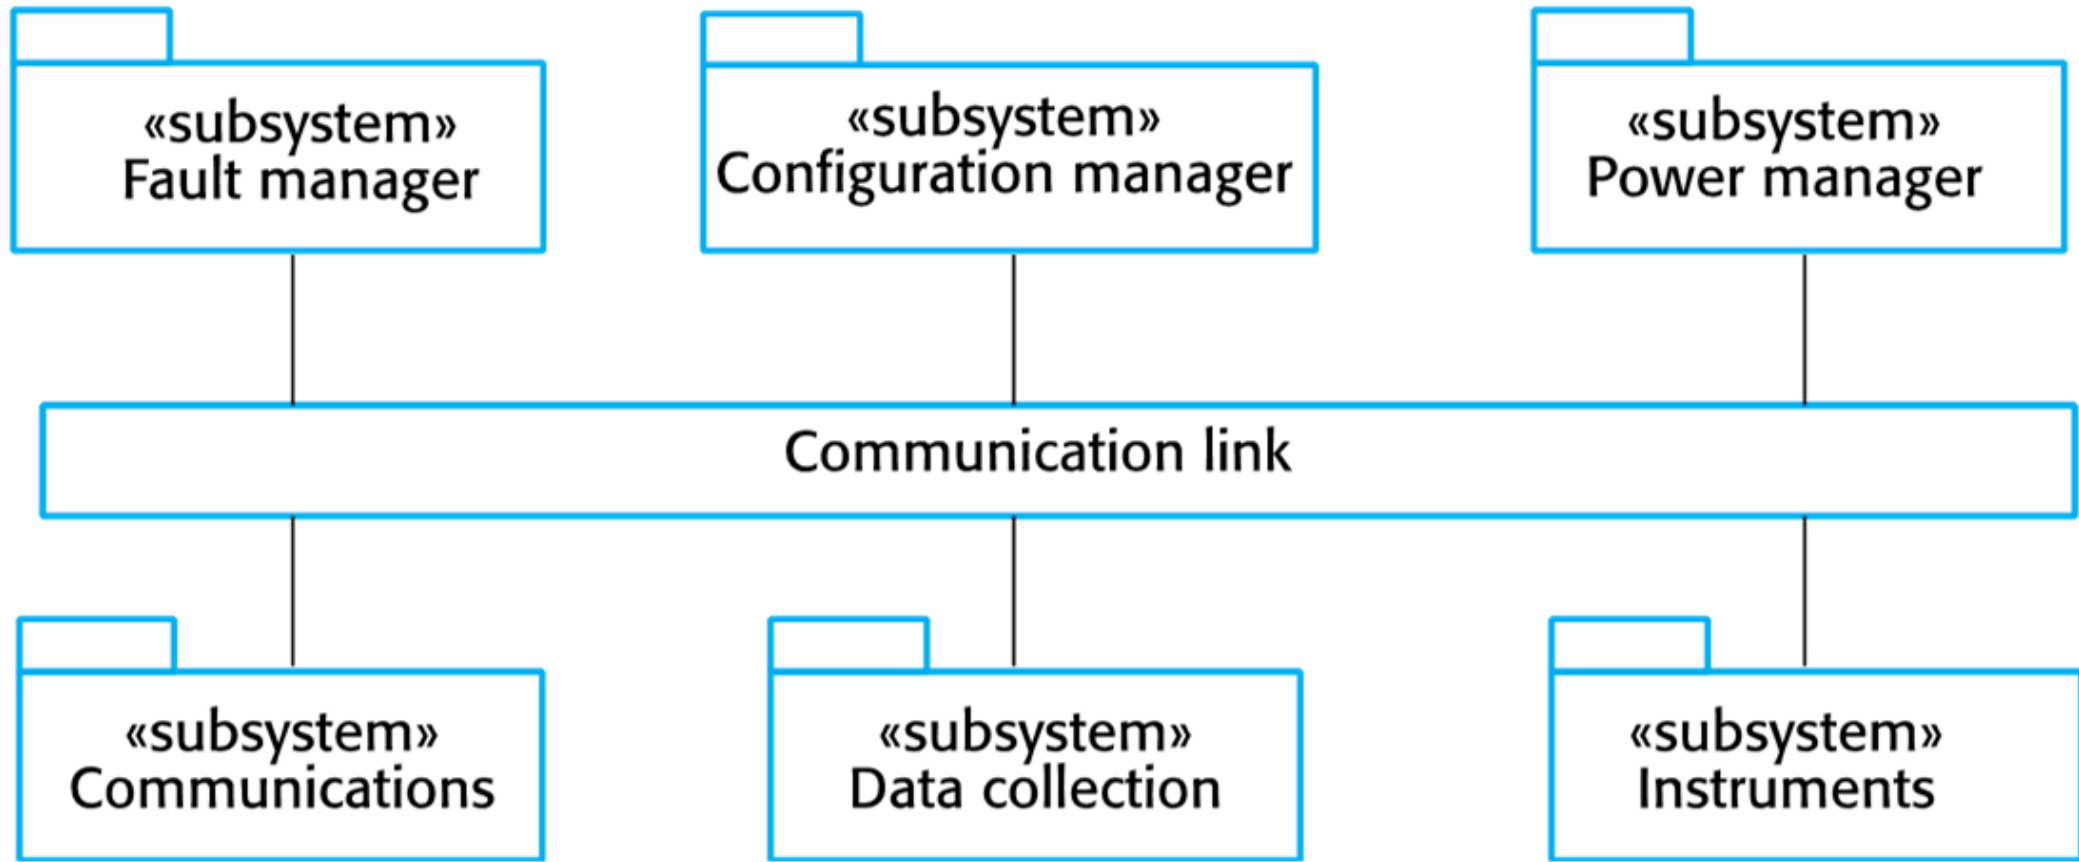 «subsystem»
Fault manager
«subsystem»
Configuration manager
«subsystem»
Power manager
Communication link
«subsystem»
Communications
«subsystem»
Data collection
«subsystem»
Instruments